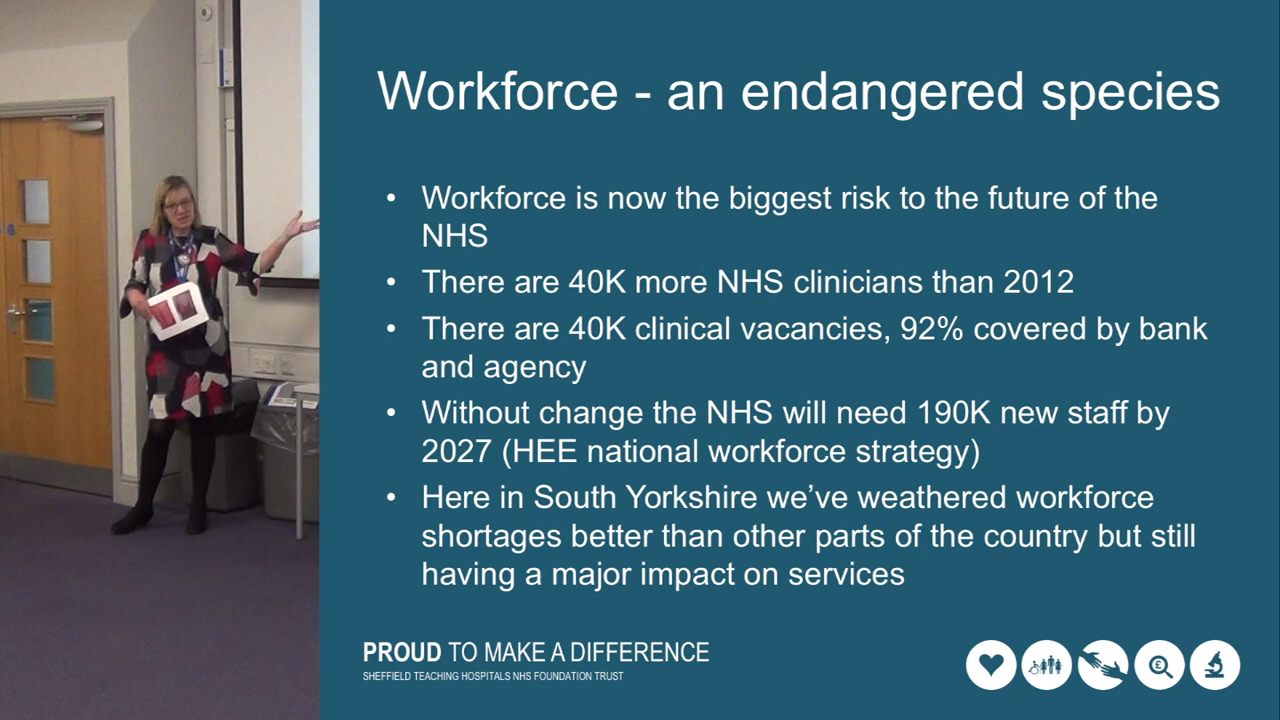 Workforce - an endangered species
• Workforce is now the biggest risk to the future of the
NHS
• There are 40K more NHS clinicians than 2012
• There are 40K clinical vacancies, 92% covered by bank
and agency
• Without change the NHS will need 190K new staff by
2027 (HEE national workforce strategy)
• Here in South Yorkshire we’ve weathered workforce
shortages better than other parts of the country but still
having a major impact on services
PROUD TO MAKE A DIFFERENCE
SHEFFIELD TEACHING HOSPITALS NHS FOUNDATION TRUST
£